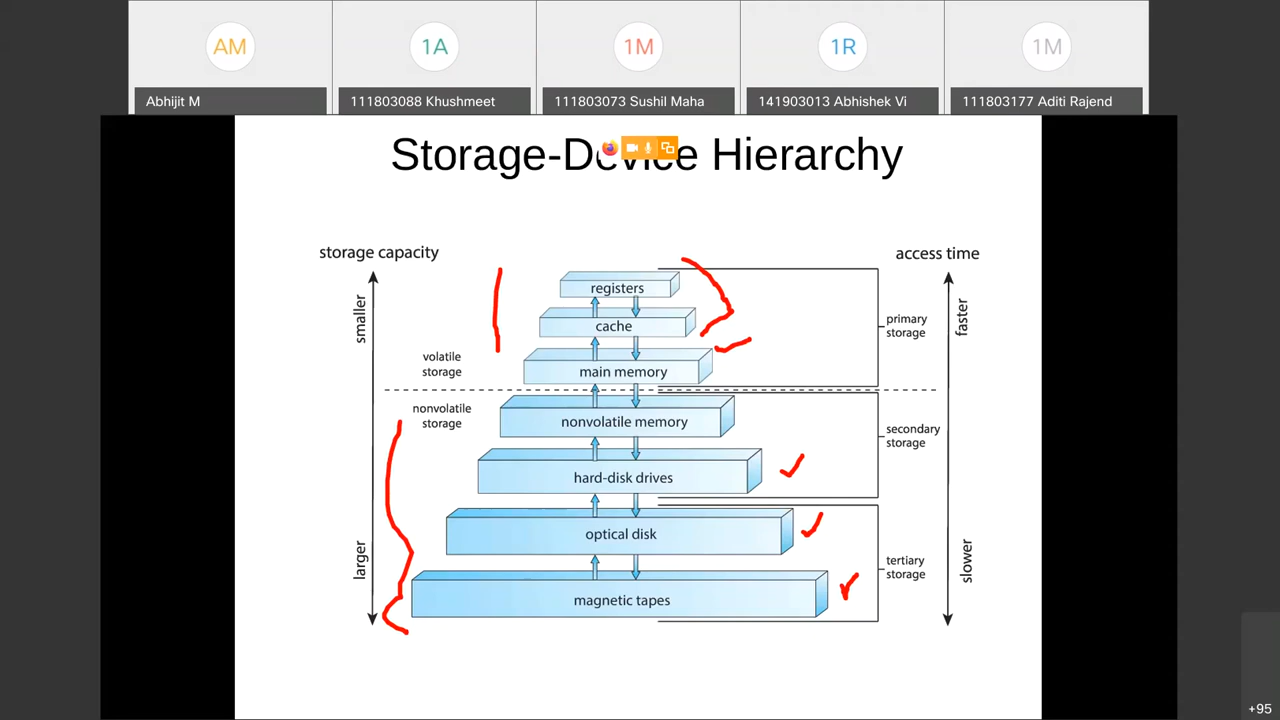 AM
1A
1M
1R
1M
Abhijit M
111803088 Khushmeet
111803073 Sushil Maha
141903013 Abhishek Vi
111803177 Aditi Rajend
Storage-Device Hierarchy
storage capacity
access time
smaller
larger
volatile
storage
nonvolatile
storage
registers
cache
main memory
nonvolatile memory
hard-disk drives
optical disk
magnetic tapes
primary
storage
secondary
storage
tertiary
storage
faster
slower
+95